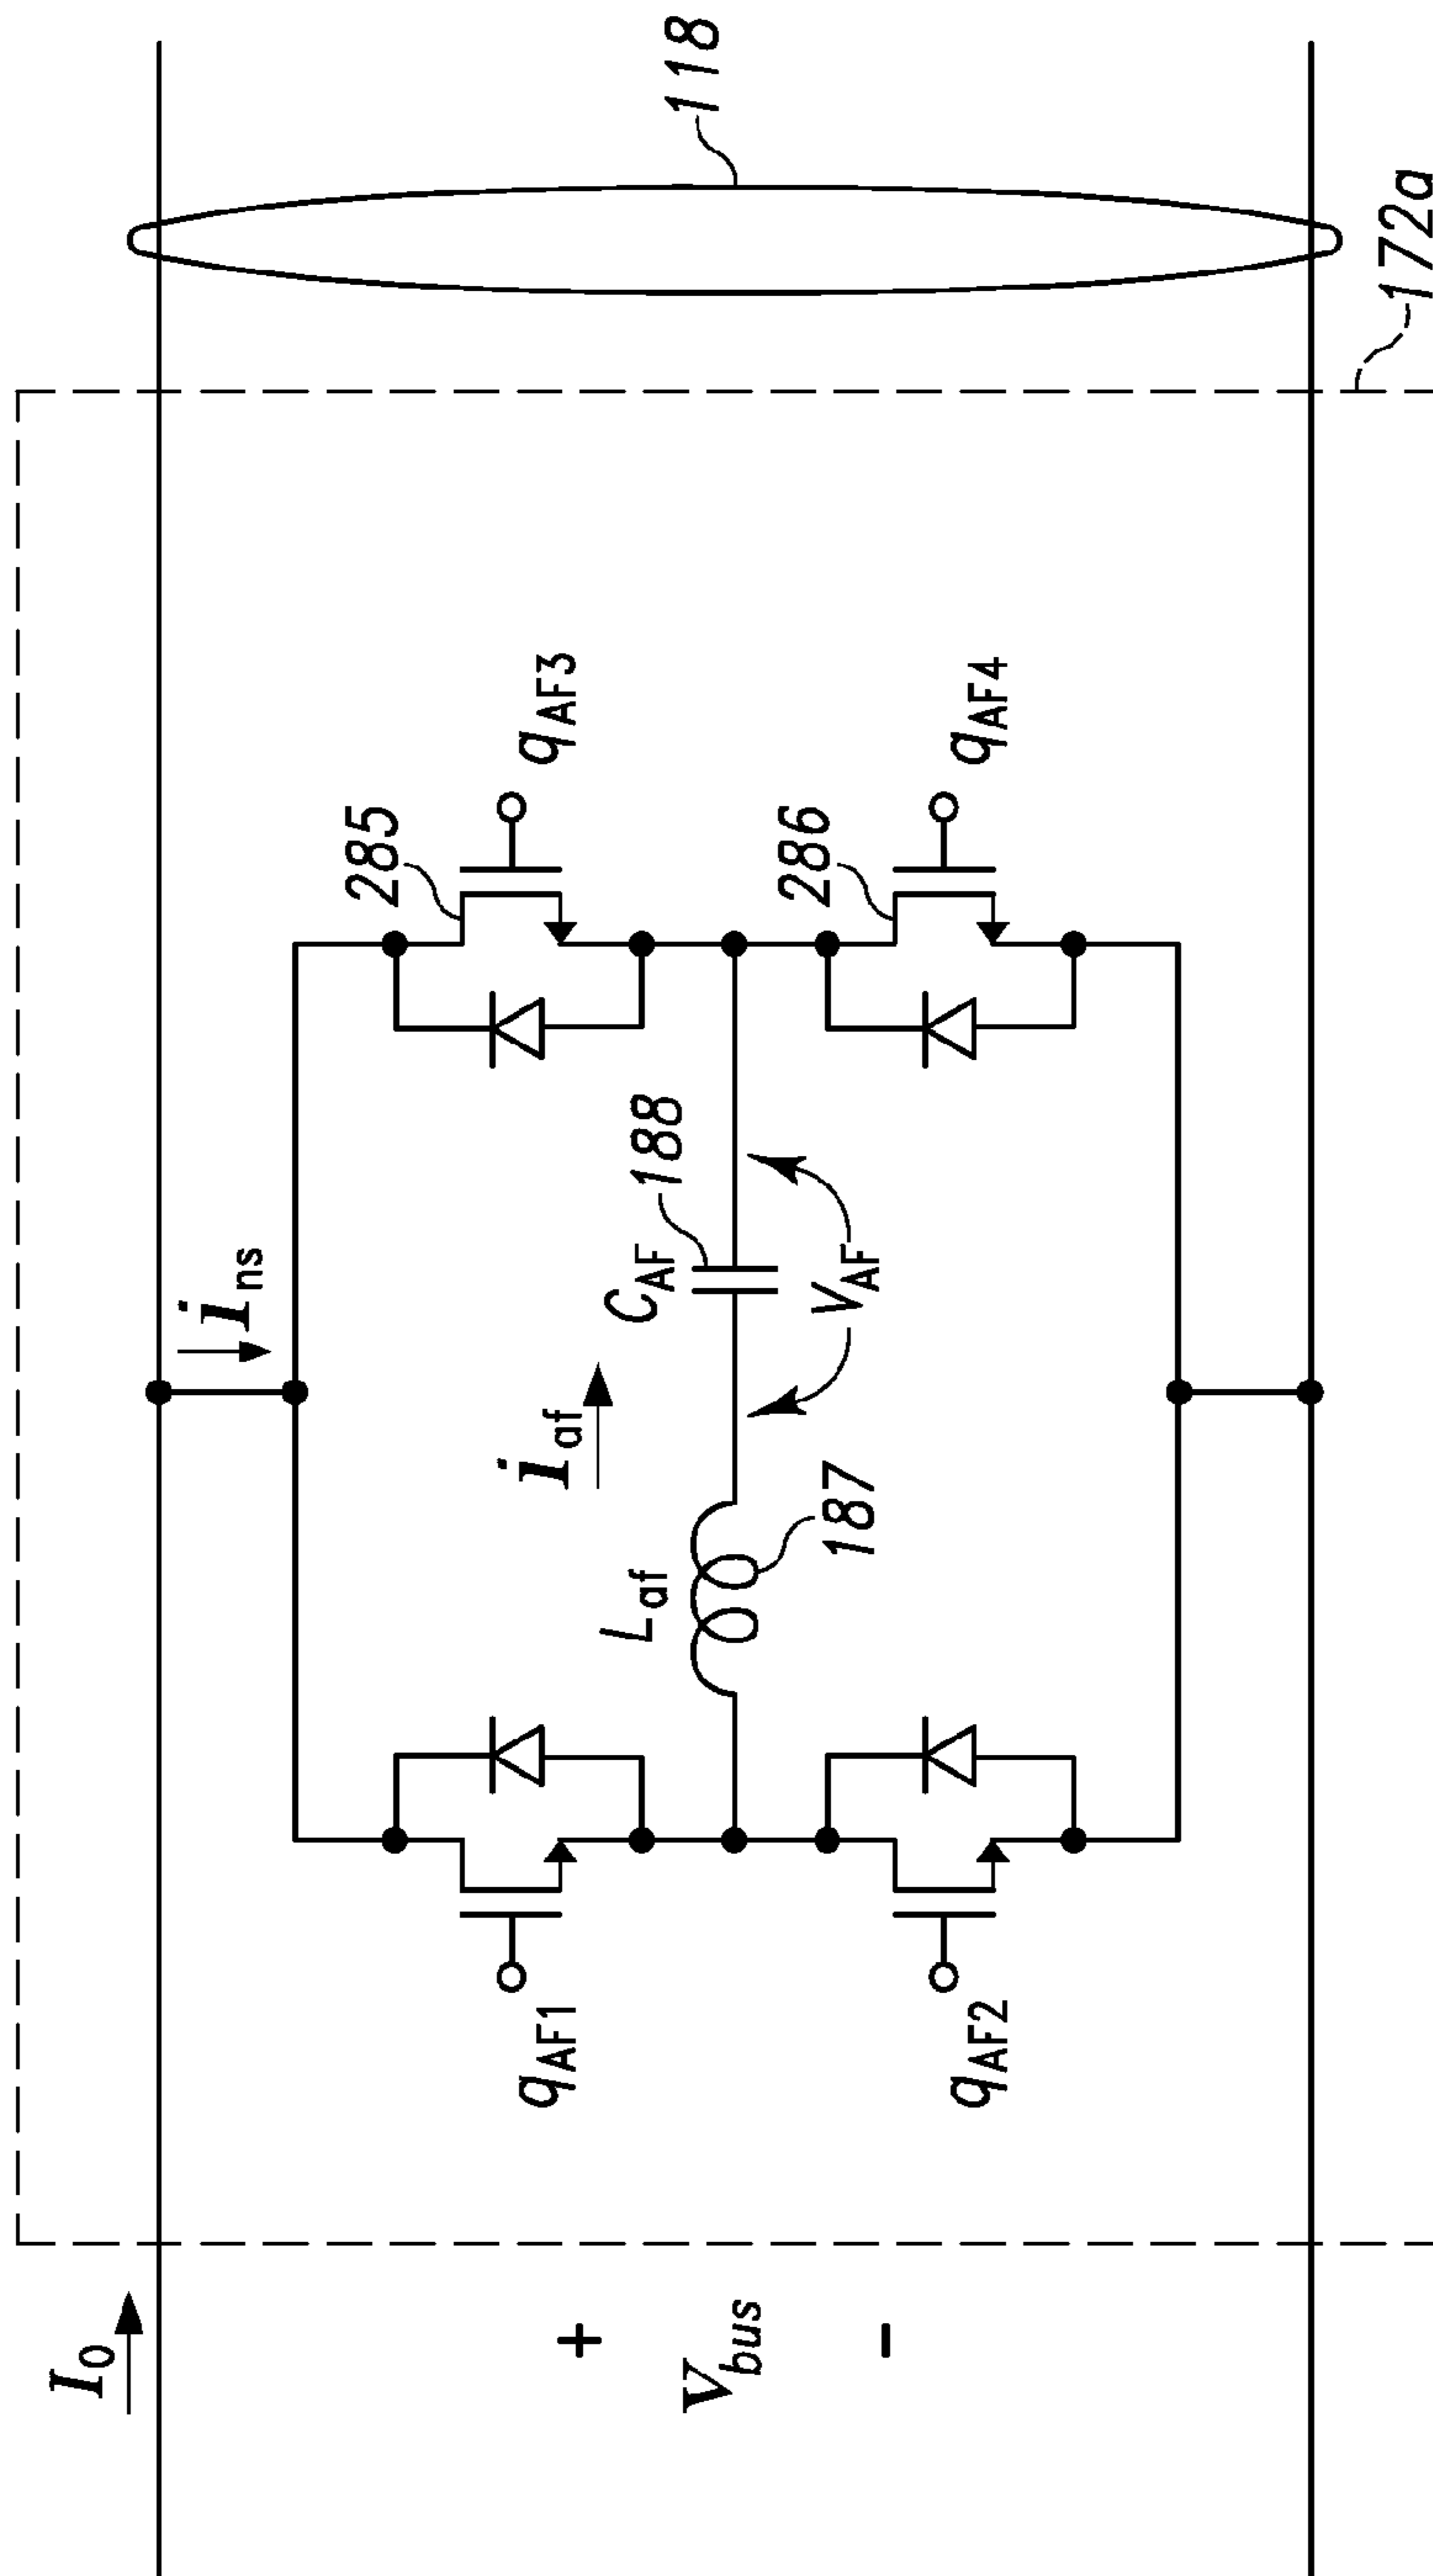 I0
+
Vbus
-
ins
qAF1
qAF2
Laf
187
iaf
CAF
188
VAF
285
qAF3
286
qAF4
118
172a